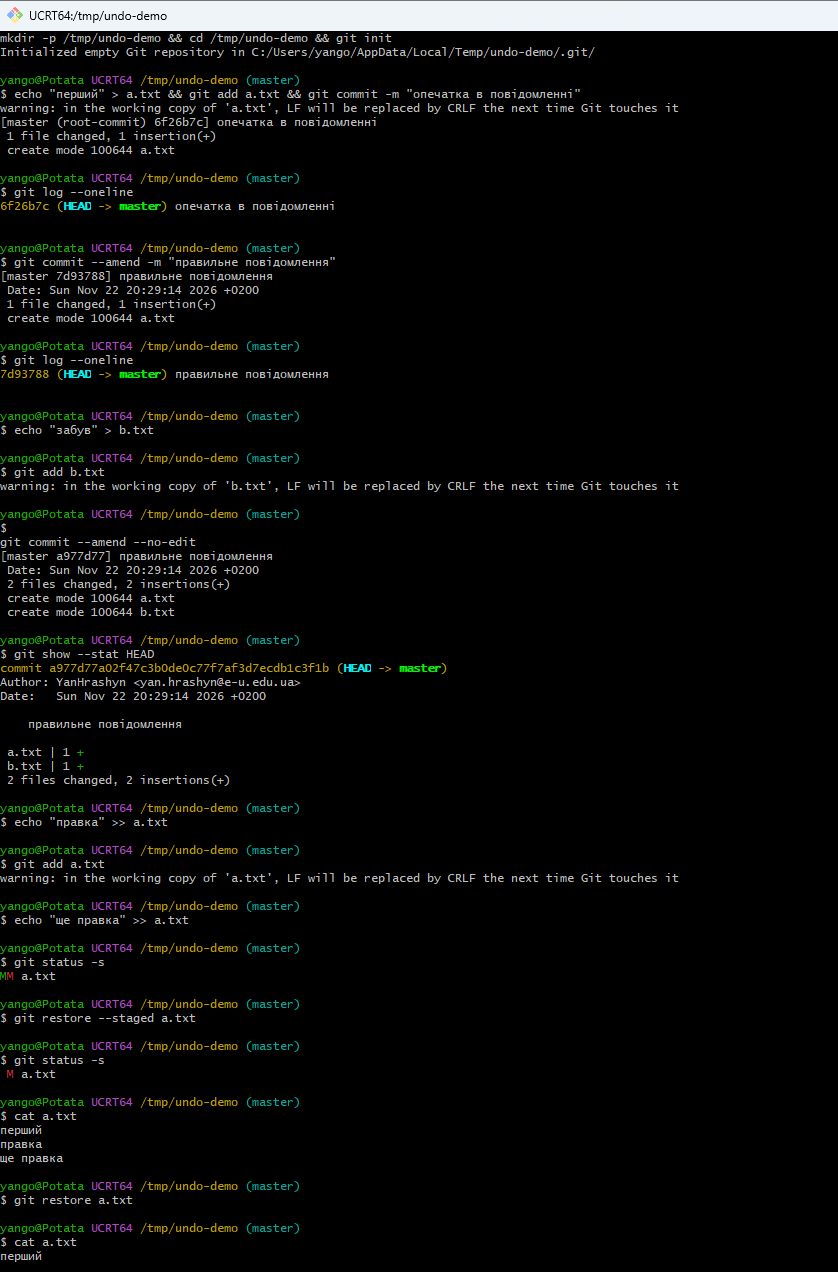 UCRT64:/tmp/undo-demo
mkdir -p /tmp/undo-demo && cd /tmp/undo-demo && git init
Initialized empty Git repository in C:/Users/yango/AppData/Local/Temp/undo-demo/.git/
yango@Potata UCRT64 /tmp/undo-demo (master)
$ echo "перший" > a.txt && git add a.txt && git commit -m "опечатка в повідомленні"
warning: in the working copy of 'a.txt', LF will be replaced by CRLF the next time Git touches it
[master (root-commit) 6f26b7c] опечатка в повідомленні
 1 file changed, 1 insertion(+)
 create mode 100644 a.txt
yango@Potata UCRT64 /tmp/undo-demo (master)
$ git log --oneline
6f26b7c (HEAD -> master) опечатка в повідомленні
yango@Potata UCRT64 /tmp/undo-demo (master)
$ git commit --amend -m "правильне повідомлення"
[master 7d93788] правильне повідомлення
 Date: Sun Nov 22 20:29:14 2026 +0200
 1 file changed, 1 insertion(+)
 create mode 100644 a.txt
yango@Potata UCRT64 /tmp/undo-demo (master)
$ git log --oneline
7d93788 (HEAD -> master) правильне повідомлення
yango@Potata UCRT64 /tmp/undo-demo (master)
$ echo "забув" > b.txt
yango@Potata UCRT64 /tmp/undo-demo (master)
$ git add b.txt
warning: in the working copy of 'b.txt', LF will be replaced by CRLF the next time Git touches it
yango@Potata UCRT64 /tmp/undo-demo (master)
$
git commit --amend --no-edit
[master a977d77] правильне повідомлення
 Date: Sun Nov 22 20:29:14 2026 +0200
 2 files changed, 2 insertions(+)
 create mode 100644 a.txt
 create mode 100644 b.txt
yango@Potata UCRT64 /tmp/undo-demo (master)
$ git show --stat HEAD
commit a977d77a02f47c3b0de0c77f7af3d7ecdb1c3f1b (HEAD -> master)
Author: YanHrashyn <yan.hrashyn@e-u.edu.ua>
Date:   Sun Nov 22 20:29:14 2026 +0200
    правильне повідомлення
 a.txt | 1 +
 b.txt | 1 +
 2 files changed, 2 insertions(+)
yango@Potata UCRT64 /tmp/undo-demo (master)
$ echo "правка" >> a.txt
yango@Potata UCRT64 /tmp/undo-demo (master)
$ git add a.txt
warning: in the working copy of 'a.txt', LF will be replaced by CRLF the next time Git touches it
yango@Potata UCRT64 /tmp/undo-demo (master)
$ echo "ще правка" >> a.txt
yango@Potata UCRT64 /tmp/undo-demo (master)
$ git status -s
MM a.txt
yango@Potata UCRT64 /tmp/undo-demo (master)
$ git restore --staged a.txt
yango@Potata UCRT64 /tmp/undo-demo (master)
$ git status -s
 M a.txt
yango@Potata UCRT64 /tmp/undo-demo (master)
$ cat a.txt
перший
правка
ще правка
yango@Potata UCRT64 /tmp/undo-demo (master)
$ git restore a.txt
yango@Potata UCRT64 /tmp/undo-demo (master)
$ cat a.txt
перший